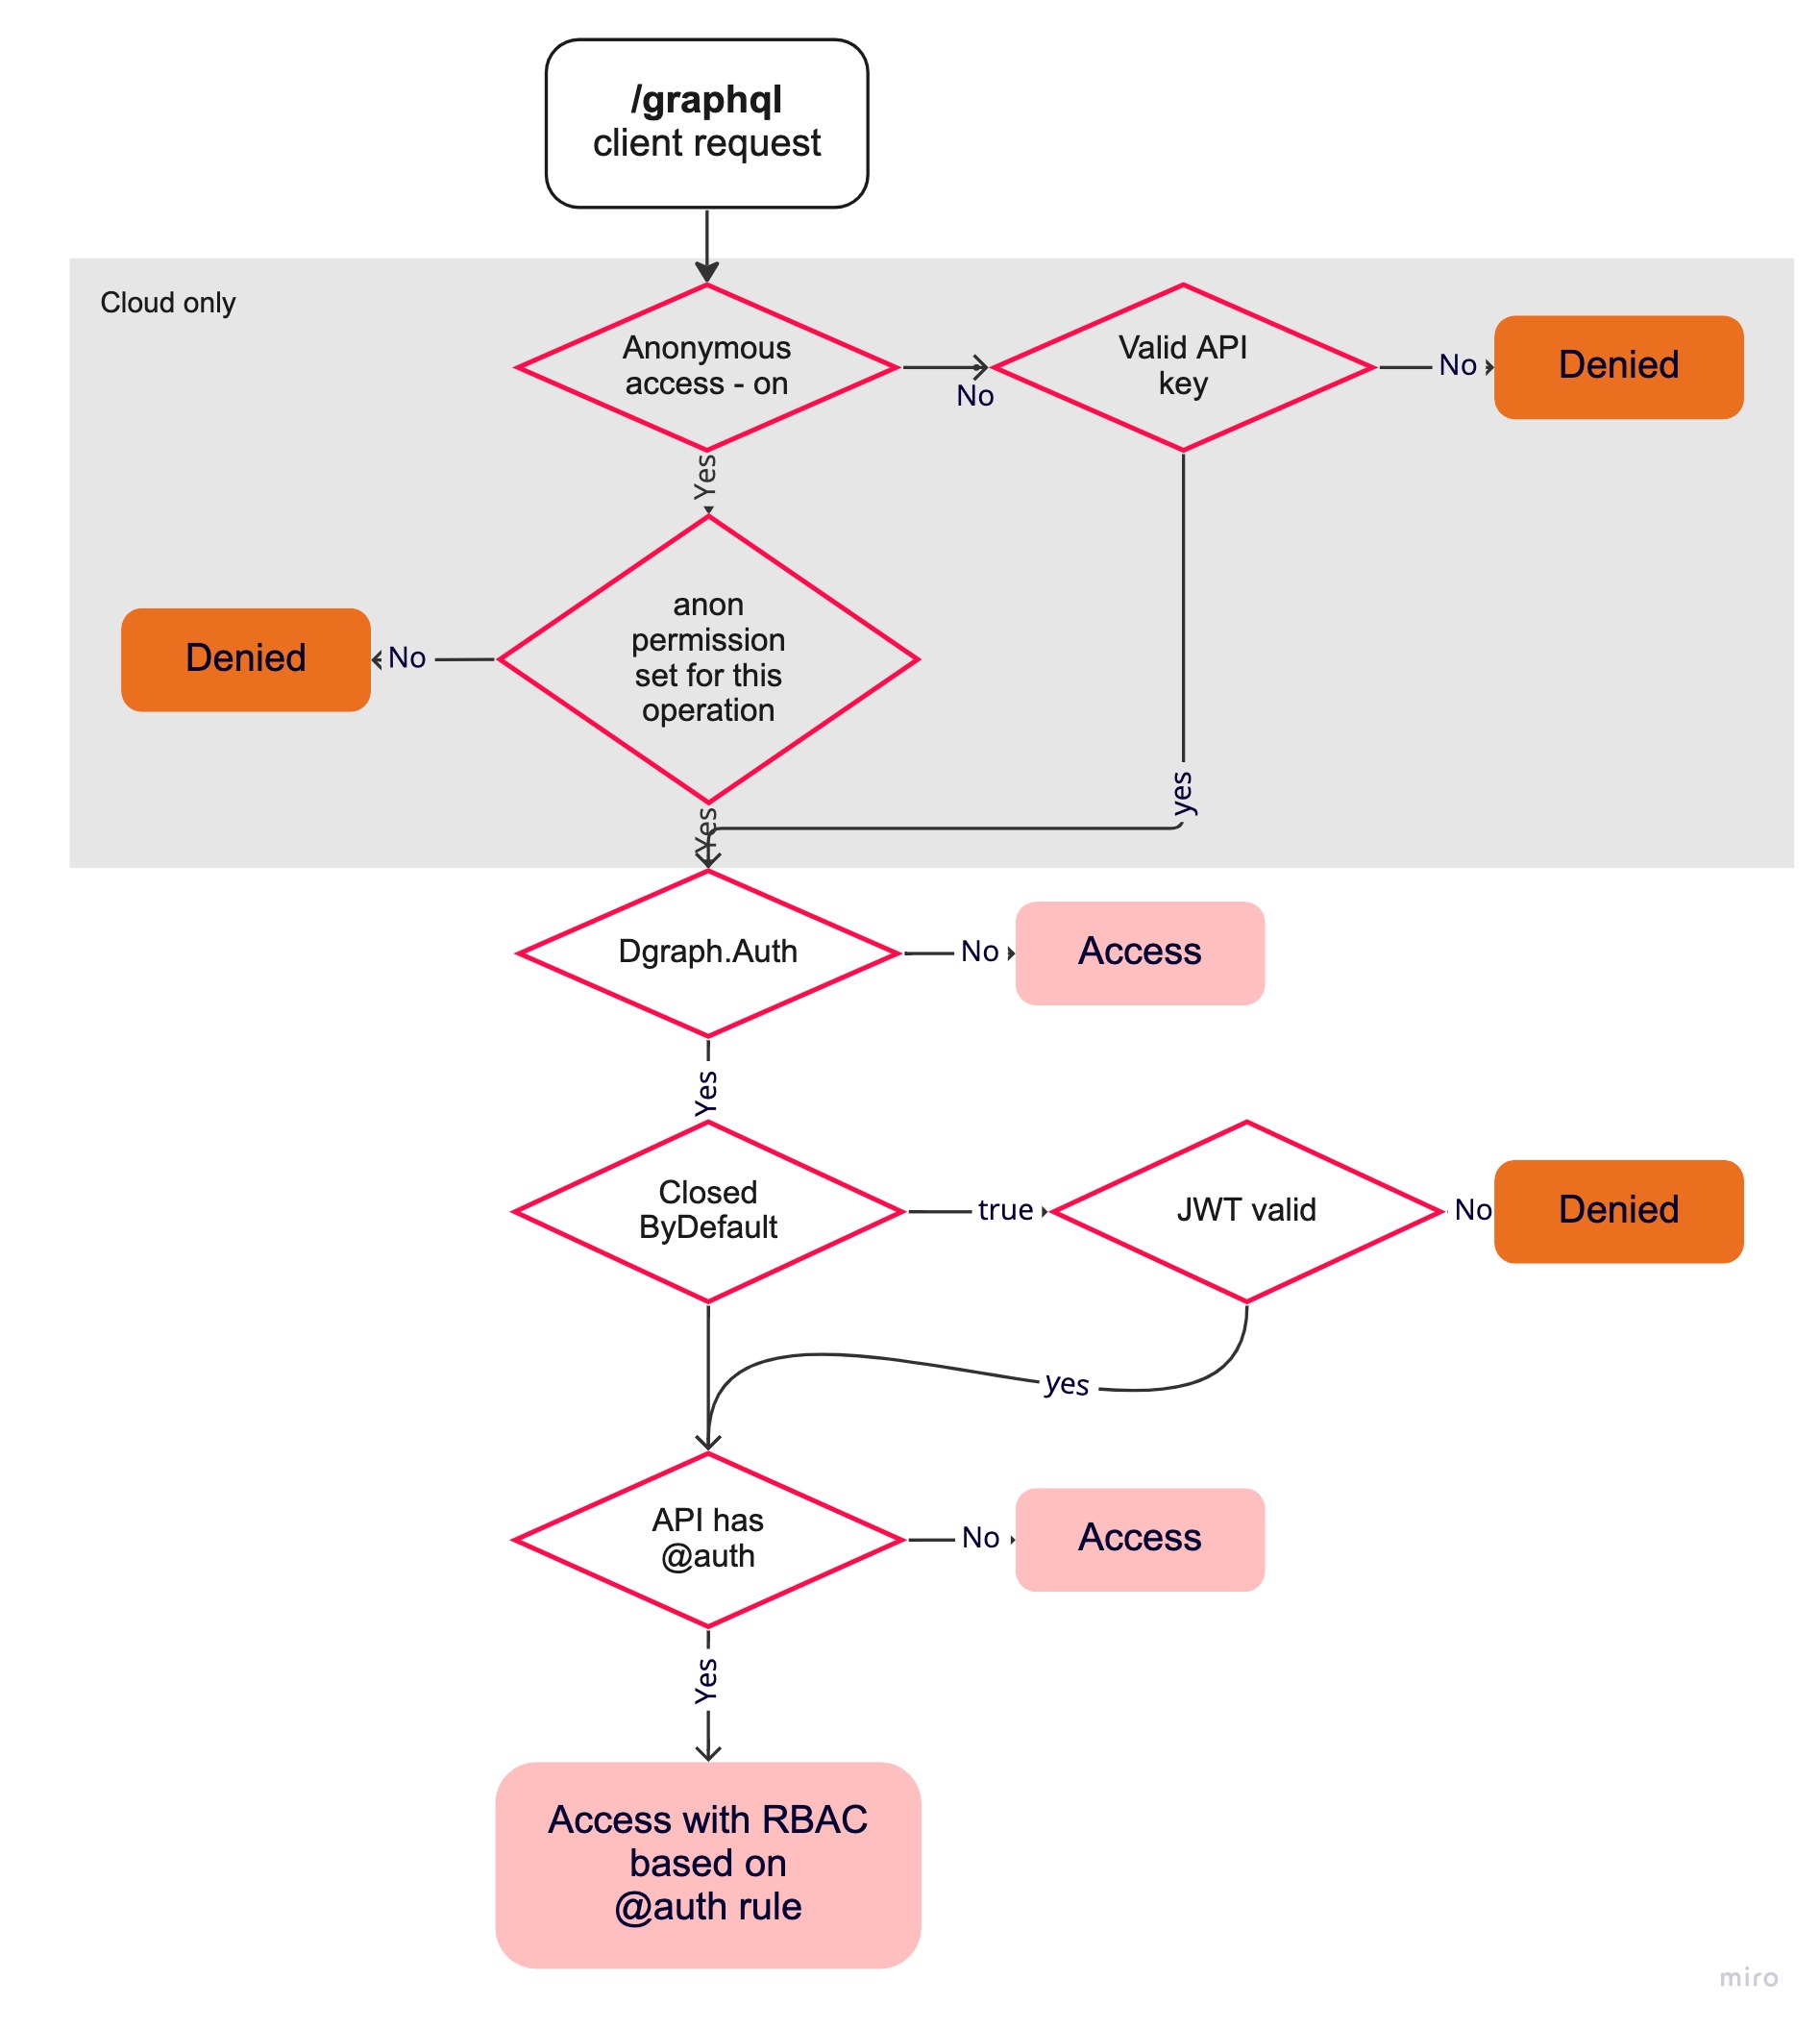 /graphql
client request
Cloud only
Anonymous
access - on
No
Valid API
key
No
Denied
Yes
anon
permission
set for this
operation
No
Denied
yes
Yes
Dgraph.Auth
No
Access
Yes
Closed
ByDefault
true
JWT valid
No
Denied
yes
API has
@auth
No
Access
Yes
Access with RBAC
based on
@auth rule
miro